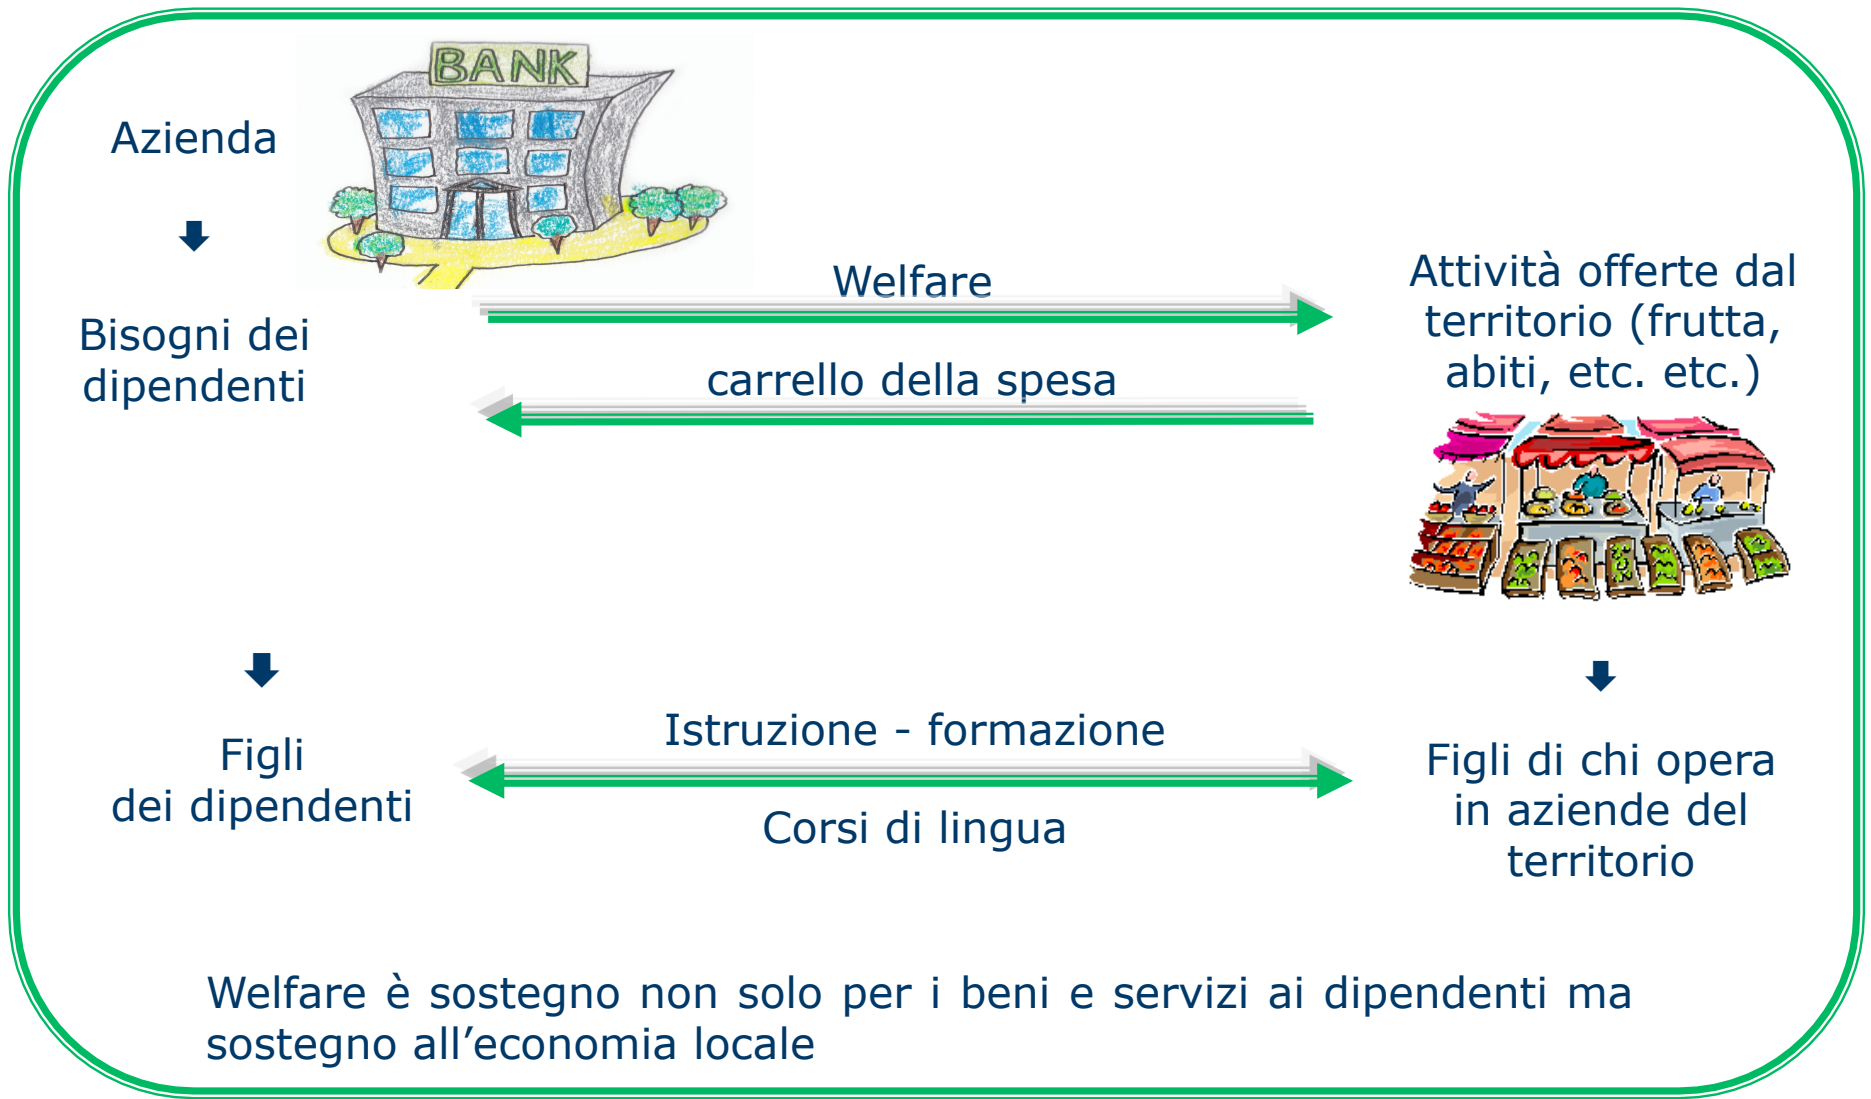 BANK
Azienda
Bisogni dei
dipendenti
Welfare
carrello della spesa
Attività offerte dal
territorio (frutta,
abiti, etc. etc.)
Figli
dei dipendenti
Istruzione - formazione
Corsi di lingua
Figli di chi opera
in aziende del
territorio
Welfare è sostegno non solo per i beni e servizi ai dipendenti ma
sostegno all’economia locale